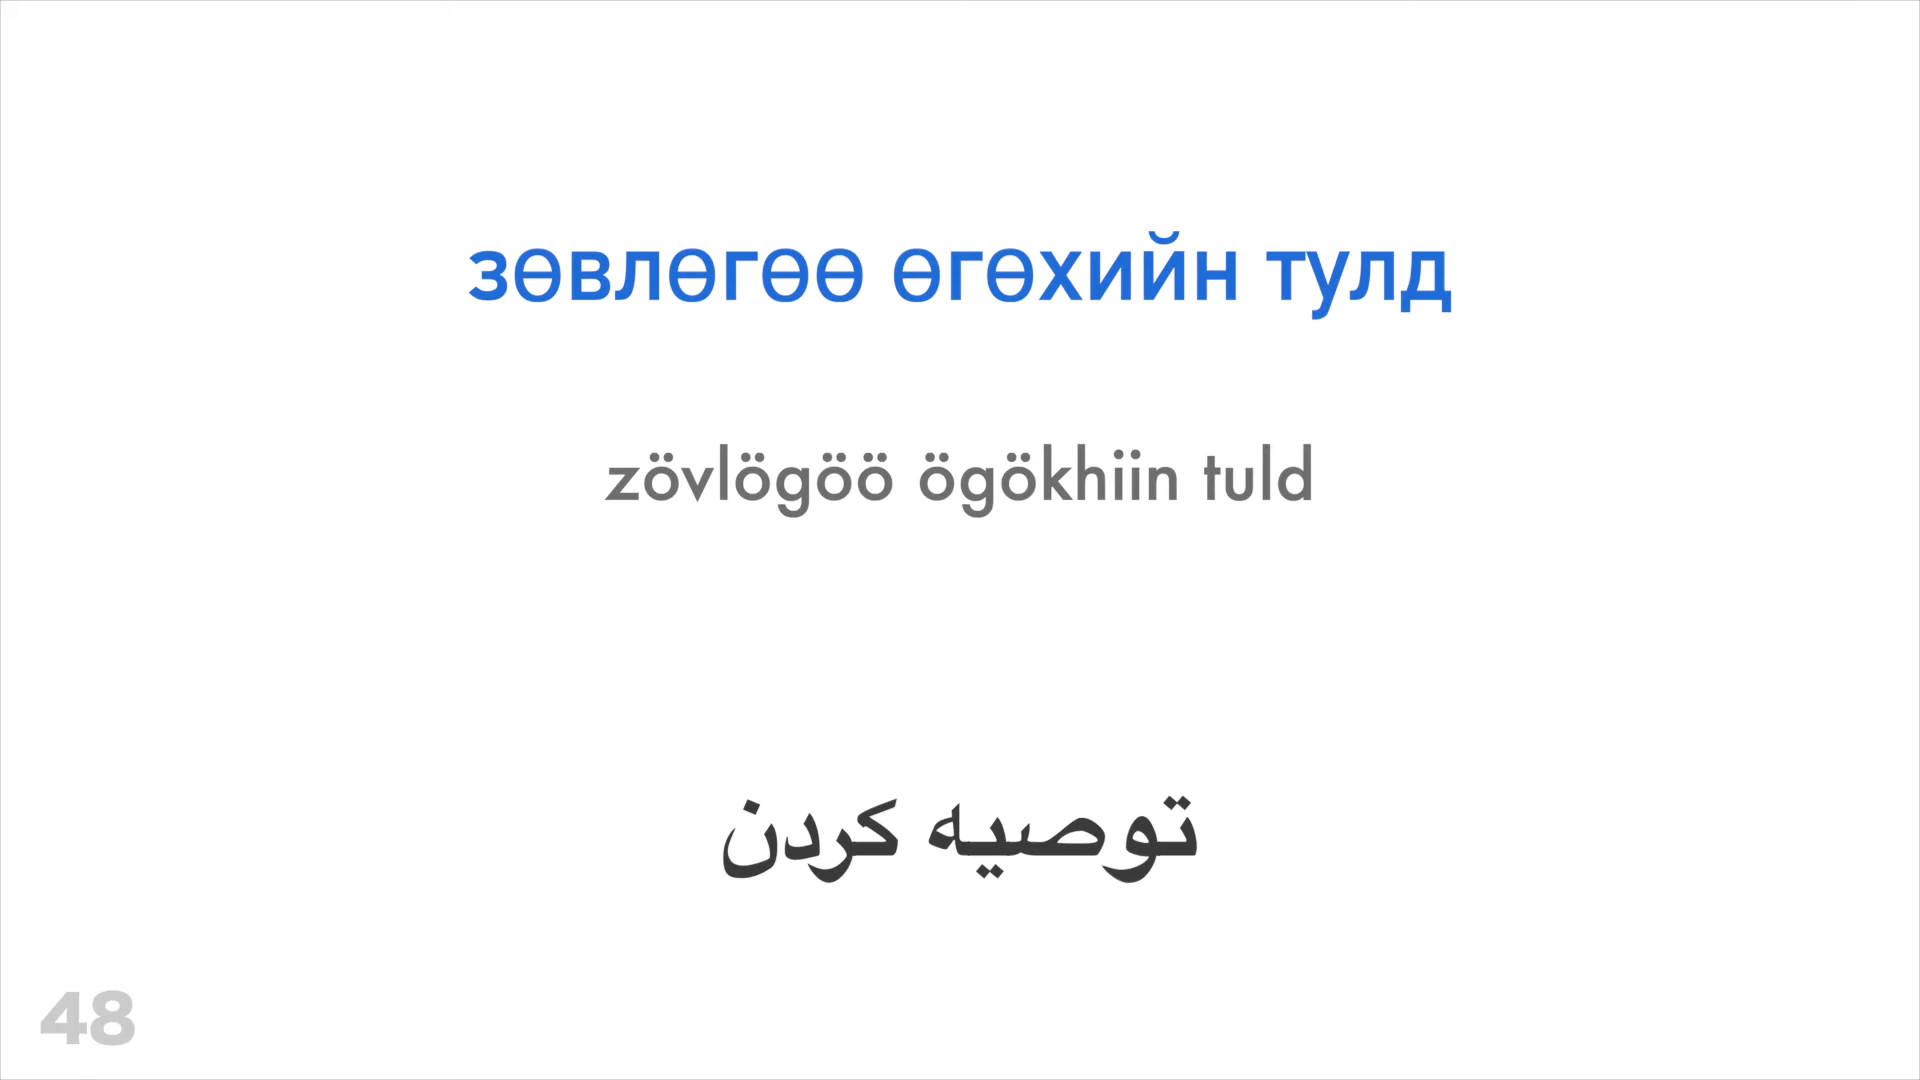 зөвлөгөө өгөхийн тулд
zövlögöö ögökhiin tuld
توصیه کردن
48